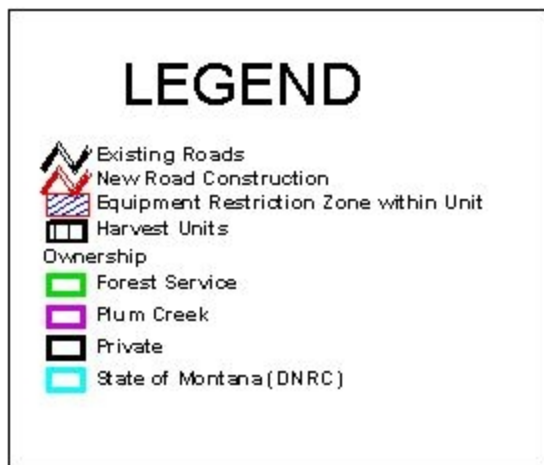 LEGEND
Existing Roads
New Road Construction
Equipment Restriction Zone within Unit
Harvest Units
Ownership
Forest Service
Plum Creek
Private
State of Montana (DNRC)